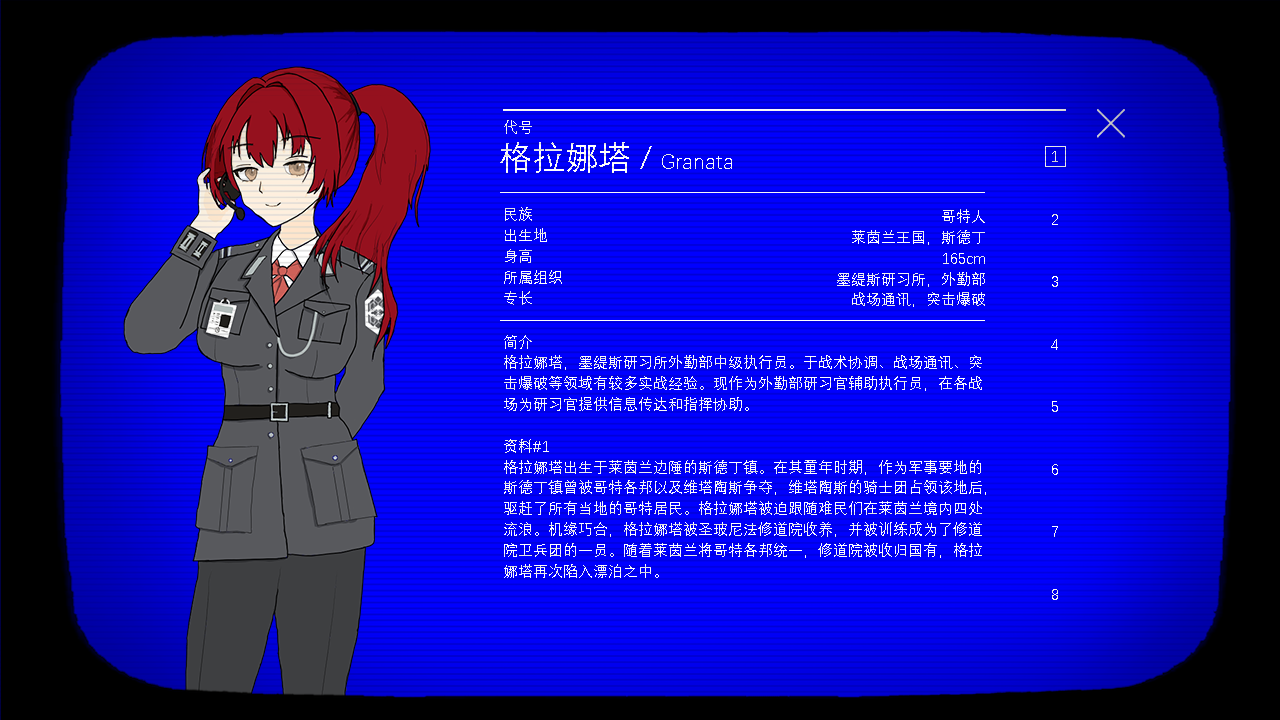 代号
格拉娜塔 / Granata
1
民族 哥特人
2
出生地 莱茵兰王国，斯德丁
身高 165cm
所属组织 墨缇斯研习所，外勤部
3
专长 战场通讯，突击爆破
简介
4
格拉娜塔，墨缇斯研习所外勤部中级执行员。于战术协调、战场通讯、突
击爆破等领域有较多实战经验。现作为外勤部研习官辅助执行员，在各战
场为研习官提供信息传达和指挥协助。
5
资料#1
格拉娜塔出生于莱茵兰边陲的斯德丁镇。在其童年时期，作为军事要地的
6
斯德丁镇曾被哥特各邦以及维塔陶斯争夺，维塔陶斯的骑士团占领该地后，
驱赶了所有当地的哥特居民。格拉娜塔被迫跟随难民们在莱茵兰境内四处
流浪。机缘巧合，格拉娜塔被圣玻尼法修道院收养，并被训练成为了修道
7
院卫兵团的一员。随着莱茵兰将哥特各邦统一，修道院被收归国有，格拉
娜塔再次陷入漂泊之中。
8